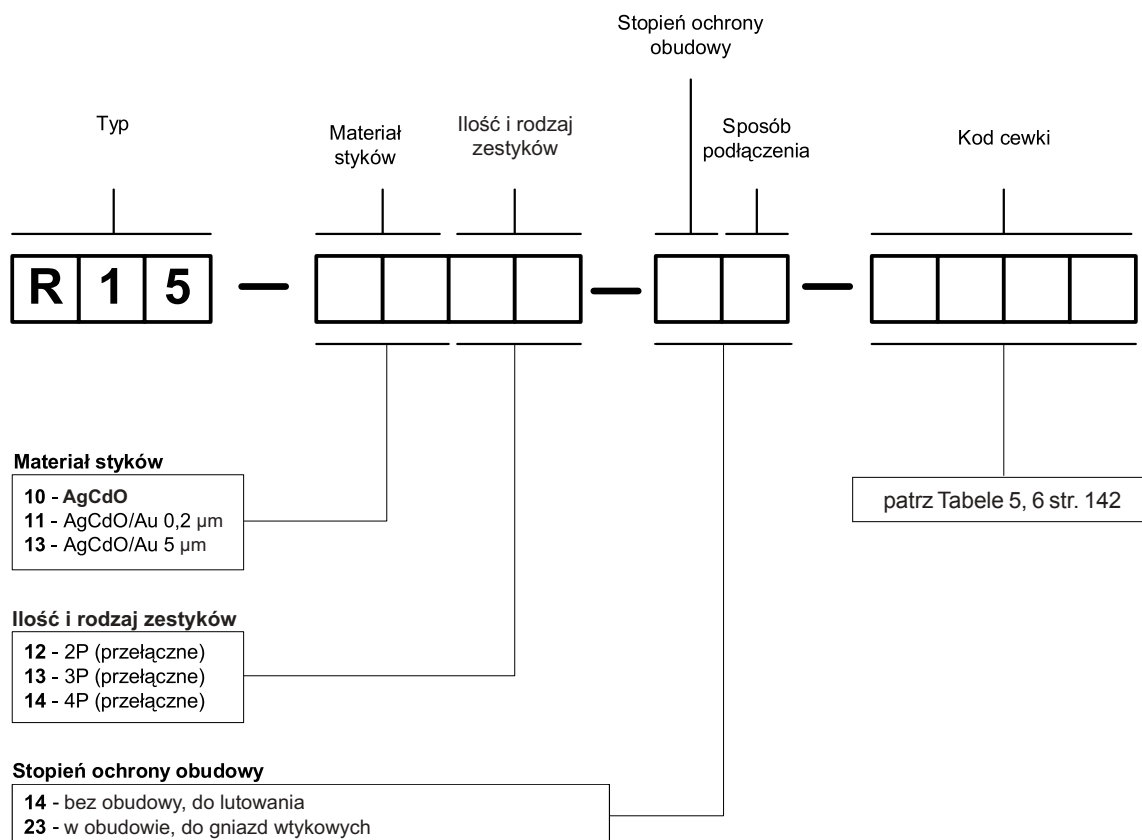 Stopień ochrony
obudowy
Typ
Materiał
styków
Ilość i rodzaj
zestyków
Sposób
podłączenia
Kod cewki
R 1 5 — — —
Materiał styków
10 - AgCdO
11 - AgCdO/Au 0,2 µm
13 - AgCdO/Au 5 µm
patrz Tabele 5, 6 str. 142
Ilość i rodzaj zestyków
12 - 2P (przełączne)
13 - 3P (przełączne)
14 - 4P (przełączne)
Stopień ochrony obudowy
14 - bez obudowy, do lutowania
23 - w obudowie, do gniazd wtykowych